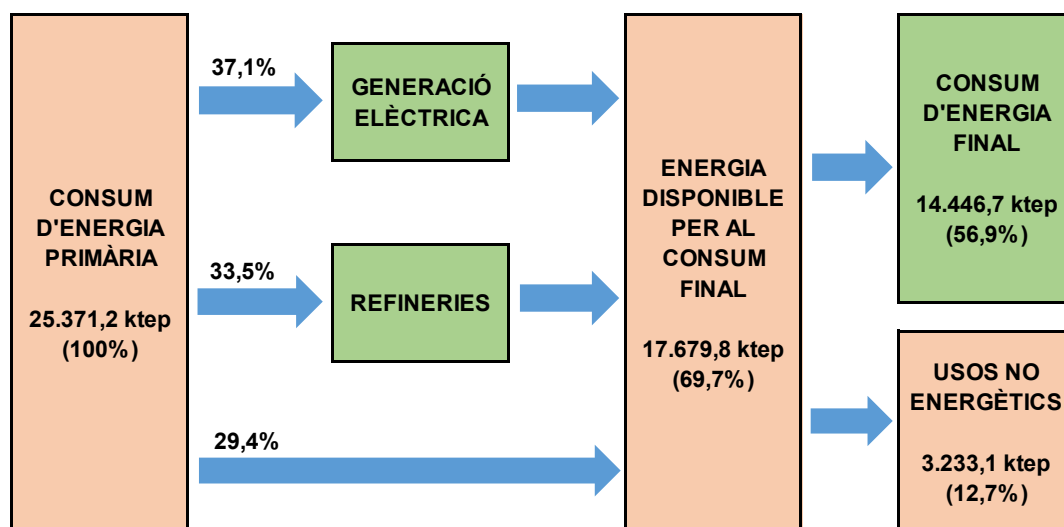 CONSUM
D'ENERGIA
PRIMÀRIA
25.371,2 ktep
(100%)
37,1%
GENERACIÓ
ELÈCTRICA
33,5%
REFINERIES
29,4%
ENERGIA
DISPONIBLE
PER AL
CONSUM
FINAL
17.679,8 ktep
(69,7%)
CONSUM
D'ENERGIA
FINAL
14.446,7 ktep
(56,9%)
USOS NO
ENERGÈTICS
3.233,1 ktep
(12,7%)